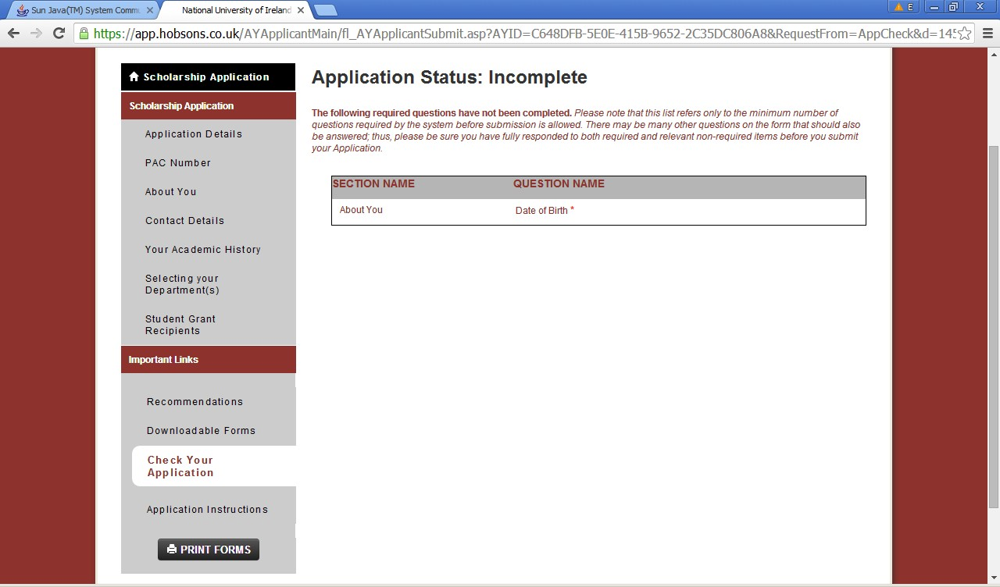 Sun Java(TM) System Commu
National University of Ireland
E
https://app.hobsons.co.uk/AYApplicantMain/fl_AYApplicantSubmit.asp?AYID=C648DFB-5E0E-415B-9652-2C35DC806A8&RequestFrom=AppCheck&d=145
Scholarship Application
Scholarship Application
Application Details
PAC Number
About You
Contact Details
Your Academic History
Selecting your
Department(s)
Student Grant
Recipients
Important Links
Recommendations
Downloadable Forms
Check Your
Application
Application Instructions
PRINT FORMS
Application Status: Incomplete
The following required questions have not been completed. Please note that this list refers only to the minimum number of
questions required by the system before submission is allowed. There may be many other questions on the form that should also
be answered; thus, please be sure you have fully responded to both required and relevant non-required items before you submit
your Application.
SECTION NAME QUESTION NAME
About You Date of Birth *